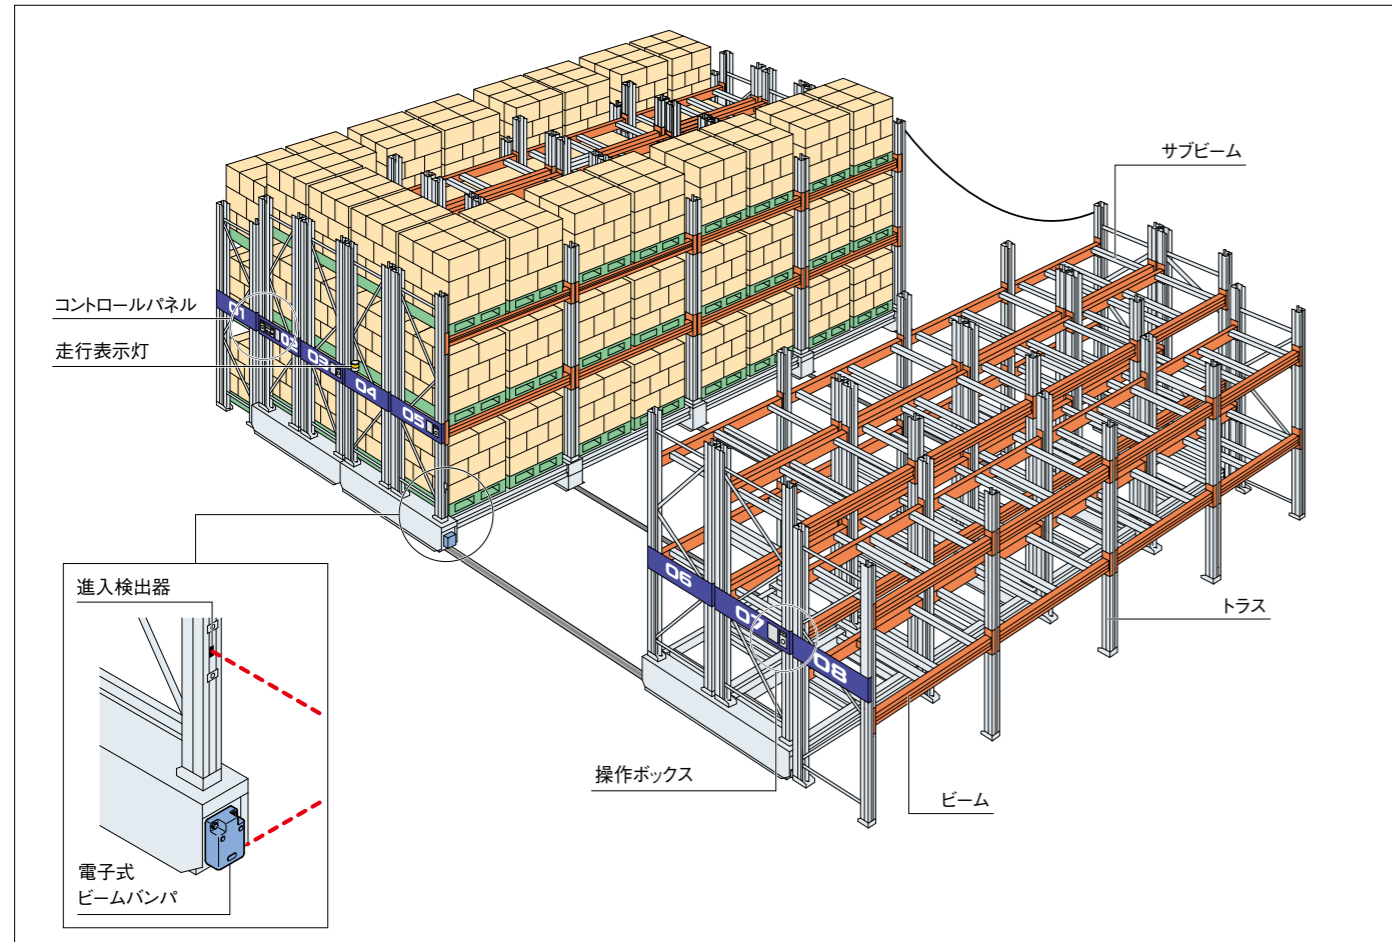 サブビーム
コントロールパネル
走行表示灯
01
02
03
04
05
06
07
08
進入検出器
電子式
ビームバンパ
操作ボックス
ビーム
トラス